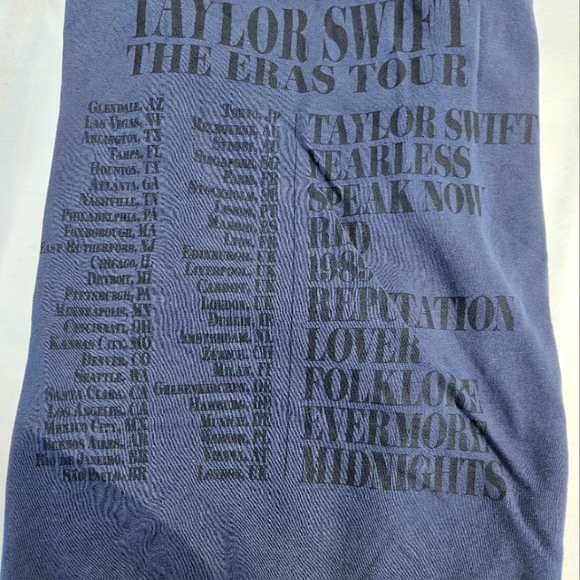 TAYLOR SWIFT
THE ERAS TOUR
GLENDALE, AZ
LAS VEGAS, NV
ARLINGTON, TX
TAMPA, FL
HOUSTON, TX
ATLANTA, GA
NASHVILLE, TN
PHILADELPHIA, PA
FOXBOROUGH, MA
EAST RUTHERFORD, NJ
CHICAGO, IL
DETROIT, MI
PITTSBURGH, PA
MINNEAPOLIS, MN
CINCINNATI, OH
KANSAS CITY, MO
DENVER, CO
SEATTLE, WA
SANTA CLARA, CA
LOS ANGELES, CA
MEXICO CITY, MX
BUENOS AIRES, AR
RIO DE JANEIRO, BR
SÃO PAULO, BR
TOKYO, JP
MELBOURNE, AU
SYDNEY, AU
SINGAPORE, SG
PARIS, FR
STOCKHOLM, SE
LISBON, PT
MADRID, ES
LYON, FR
EDINBURGH, UK
LIVERPOOL, UK
CARDIFF, UK
LONDON, UK
DUBLIN, IE
AMSTERDAM, NL
ZÜRICH, CH
MILAN, IT
GELSENKIRCHEN, DE
HAMBURG, DE
MUNICH, DE
WARSAW, PL
VIENNA, AT
LONDON, UK
TAYLOR SWIFT
FEARLESS
SPEAK NOW
RED
1989
REPUTATION
LOVER
FOLKLORE
EVERMORE
MIDNIGHTS